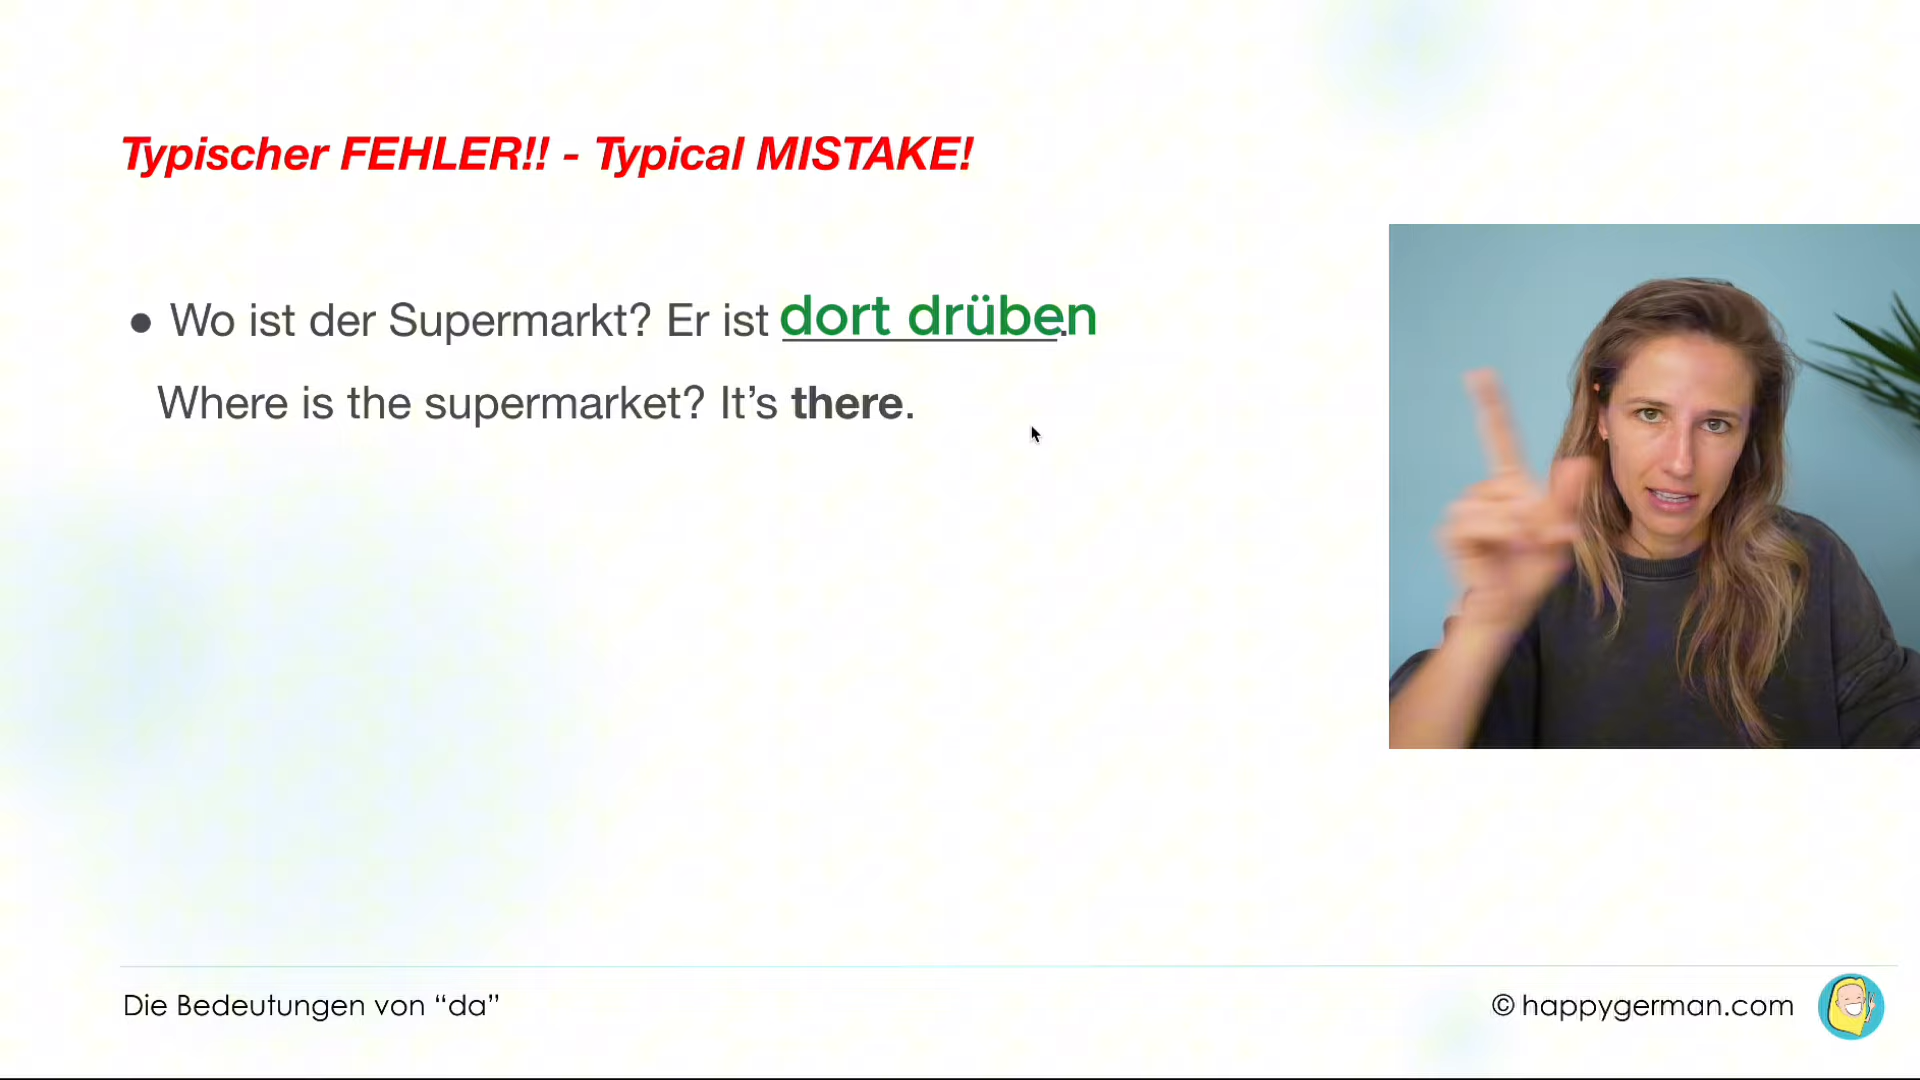 Typischer FEHLER!! - Typical MISTAKE!
● Wo ist der Supermarkt? Er ist dort drüben.
Where is the supermarket? It’s there.
Die Bedeutungen von “da”
© happygerman.com